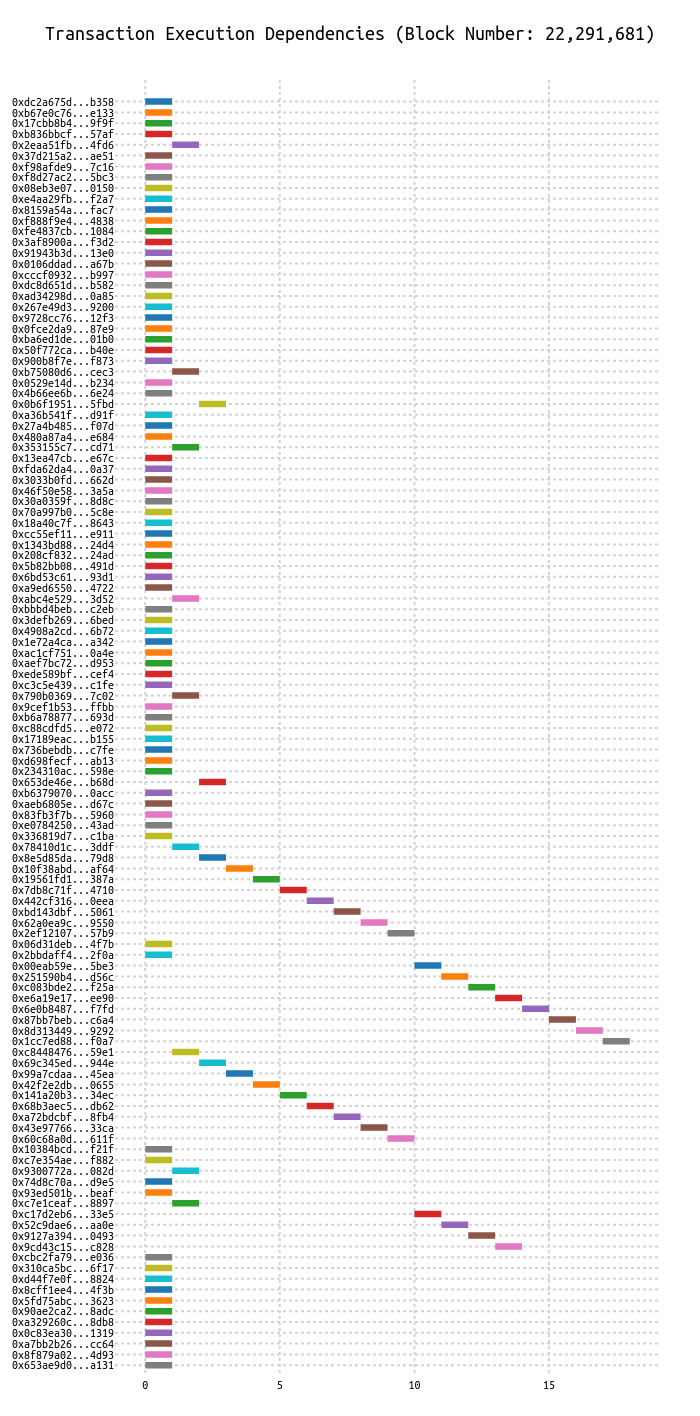 Transaction Execution Dependencies (Block Number: 22,291,681)
0xdc2a675d...b358
0xb67e0c76...e133
0x17cbb8b4...9f9f
0xb836bbcf...57af
0x2eaa51fb...4fd6
0x37d215a2...ae51
0xf98afde9...7c16
0xf8d27ac2...5bc3
0x08eb3e07...0150
0xe4aa29fb...f2a7
0x8159a54a...fac7
0xf888f9e4...4838
0xfe4837cb...1084
0x3af8900a...f3d2
0x91943b3d...13e0
0x0106ddad...a67b
0xcccf0932...b997
0xdc8d651d...b582
0xad34298d...0a85
0x267e49d3...9200
0x9728cc76...12f3
0x0fce2da9...87e9
0xba6ed1de...01b0
0x50f772ca...b40e
0x900b8f7e...f873
0xb75080d6...cec3
0x0529e14d...b234
0x4b66ee6b...6e24
0x0b6f1951...5fbd
0xa36b541f...d91f
0x27a4b485...f07d
0x480a87a4...e684
0x353155c7...cd71
0x13ea47cb...e67c
0xfda62da4...0a37
0x3033b0fd...662d
0x46f50e58...3a5a
0x30a0359f...8d8c
0x70a997b0...5c8e
0x18a40c7f...8643
0xcc55ef11...e911
0x1343bd88...24d4
0x208cf832...24ad
0x5b82bb08...491d
0x6bd53c61...93d1
0xa9ed6550...4722
0xabc4e529...3d52
0xbbbd4beb...c2eb
0x3defb269...6bed
0x4908a2cd...6b72
0x1e72a4ca...a342
0xac1cf751...0a4e
0xaef7bc72...d953
0xede589bf...cef4
0xc3c5e439...c1fe
0x790b0369...7c02
0x9cef1b53...ffbb
0xb6a78877...693d
0xc88cdfd5...e072
0x17189eac...b155
0x736bebdb...c7fe
0xd698fecf...ab13
0x234310ac...598e
0x653de46e...b68d
0xb6379070...0acc
0xaeb6805e...d67c
0x83fb3f7b...5960
0xe0784250...43ad
0x336819d7...c1ba
0x78410d1c...3ddf
0x8e5d85da...79d8
0x10f38abd...af64
0x19561fd1...387a
0x7db8c71f...4710
0x442cf316...0eea
0xbd143dbf...5061
0x62a0ea9c...9550
0x2ef12107...57b9
0x06d31deb...4f7b
0x2bbdaff4...2f0a
0x00eab59e...5be3
0x251590b4...d56c
0xc083bde2...f25a
0xe6a19e17...ee90
0x6e0b8487...f7fd
0x87bb7beb...c6a4
0x8d313449...9292
0x1cc7ed88...f0a7
0xc8448476...59e1
0x69c345ed...944e
0x99a7cdaa...45ea
0x42f2e2db...0655
0x141a20b3...34ec
0x68b3aec5...db62
0xa72bdcbf...8fb4
0x43e97766...33ca
0x60c68a0d...611f
0x10384bcd...f21f
0xc7e354ae...f882
0x9300772a...082d
0x74d8c70a...d9e5
0x93ed501b...beaf
0xc7e1ceaf...8897
0xc17d2eb6...33e5
0x52c9dae6...aa0e
0x9127a394...0493
0x9cd43c15...c828
0xcbc2fa79...e036
0x310ca5bc...6f17
0xd44f7e0f...8824
0x8cff1ee4...4f3b
0x5fd75abc...3623
0x90ae2ca2...8adc
0xa329260c...8db8
0x0c83ea30...1319
0xa7bb2b26...cc64
0x8f879a02...4d93
0x653ae9d0...a131
0 5 10 15